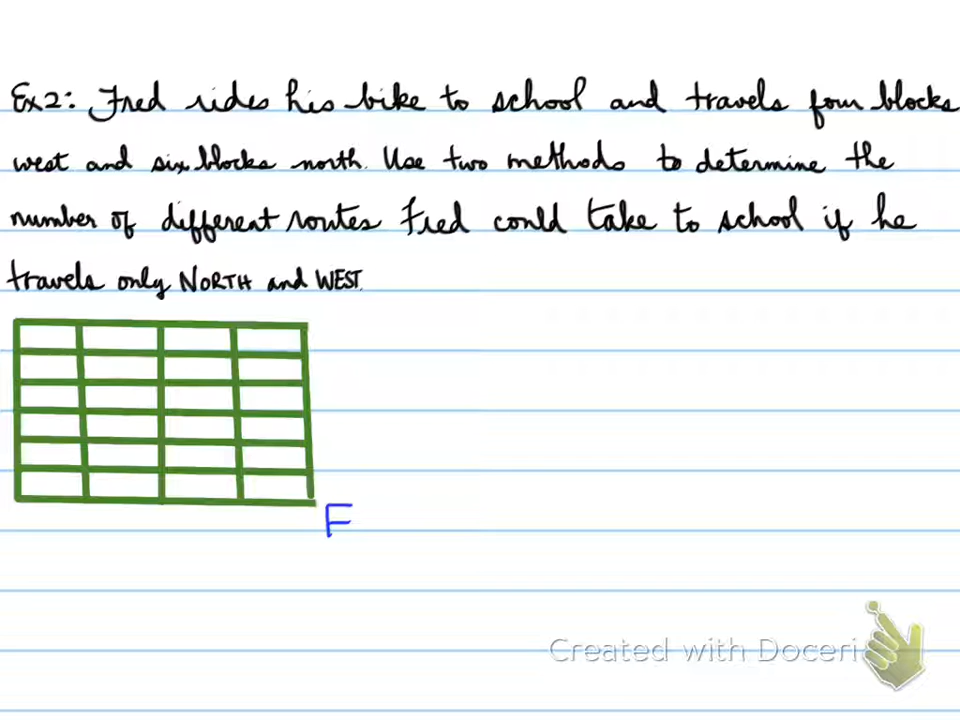 Ex2: Fred rides his bike to school and travels four blocks
west and six blocks north. Use two methods to determine the
number of different routes Fred could take to school if he
travels only NORTH and WEST.
F
Created with Doceri